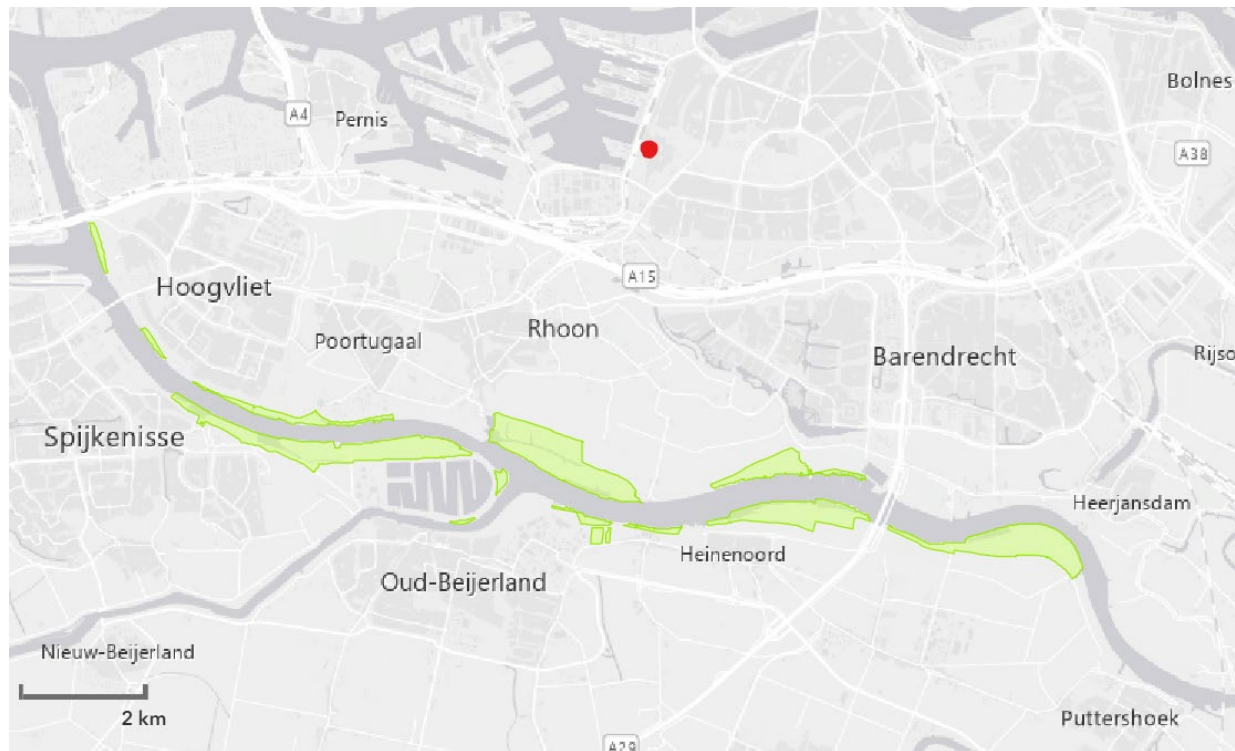 Bolnes
A4
Pernis
A38
A15
Hoogvliet
Rhoon
Poortugaal
Barendrecht
Rijso
Spijkenisse
Heerjansdam
Heinenoord
Oud-Beijerland
Nieuw-Beijerland
2 km
Puttershoek
A29